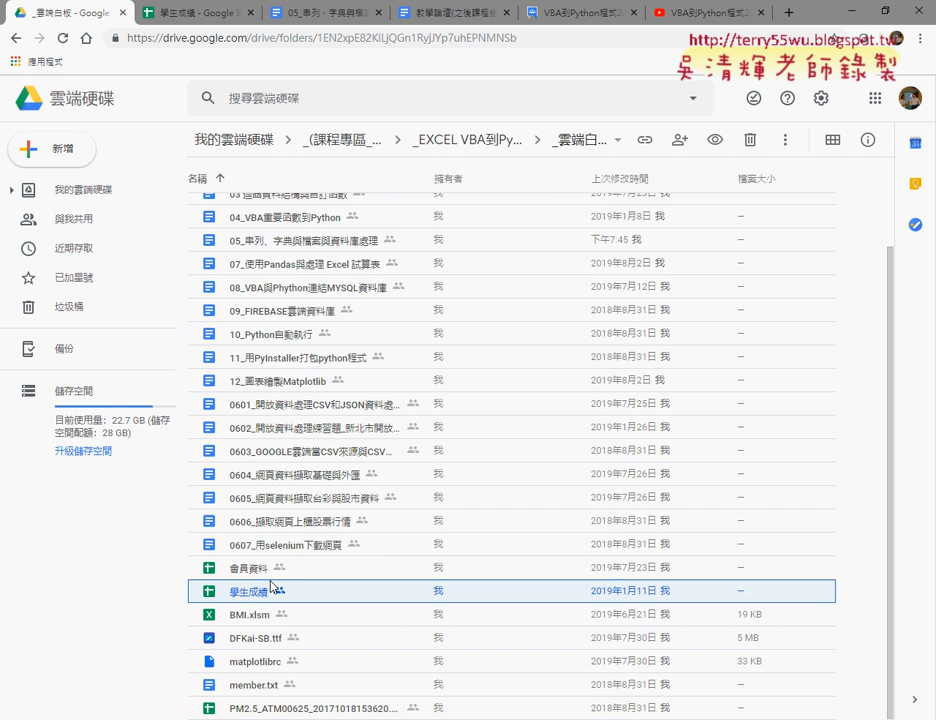 _雲端白板 - Google
學生成績 - Google
05_串列、字典與檔
教學論壇(之後課程會
VBA到Python程式2
VBA到Python程式2
https://drive.google.com/drive/folders/1EN2xpE82KlLjQGn1RyjJYp7uhEPNMNSb
http://terry55wu.blogspot.tw
吳清輝老師錄製
應用程式
雲端硬碟
搜尋雲端硬碟
新增
我的雲端硬碟
_(課程專區_...
_EXCEL VBA到Py...
_雲端白...
名稱
擁有者
上次修改時間
檔案大小
我的雲端硬碟
與我共用
近期存取
已加星號
垃圾桶
備份
儲存空間
目前使用量：22.7 GB (儲存
空間配額：28 GB)
升級儲存空間
04_VBA重要函數到Python 我 2019年1月8日 我 —
05_串列、字典與檔案與資料庫處理 我 下午7:45 我 —
07_使用Pandas與處理 Excel 試算表 我 2019年8月2日 我 —
08_VBA與Phython連結MYSQL資料庫 我 2019年7月12日 我 —
09_FIREBASE雲端資料庫 我 2018年8月31日 我 —
10_Python自動執行 我 2018年8月31日 我 —
11_用PyInstaller打包python程式 我 2018年8月31日 我 —
12_圖表繪製Matplotlib 我 2019年8月2日 我 —
0601_開放資料處理CSV和JSON資料處... 我 2019年7月25日 我 —
0602_開放資料處理練習題_新北市開放... 我 2019年1月26日 我 —
0603_GOOGLE雲端當CSV來源與CSV... 我 2018年8月31日 我 —
0604_網頁資料擷取基礎與外匯 我 2019年7月26日 我 —
0605_網頁資料擷取台彩與股市資料 我 2019年7月26日 我 —
0606_擷取網頁上櫃股票行情 我 2018年8月31日 我 —
0607_用selenium下載網頁 我 2018年8月31日 我 —
會員資料 我 2019年7月23日 我 —
學生成績 我 2019年1月11日 我 —
BMI.xlsm 我 2019年6月21日 我 19 KB
DFKai-SB.ttf 我 2019年7月30日 我 5 MB
matplotlibrc 我 2019年7月30日 我 33 KB
member.txt 我 2018年8月31日 我 —
PM2.5_ATM00625_20171018153620.... 我 2018年8月31日 我 —